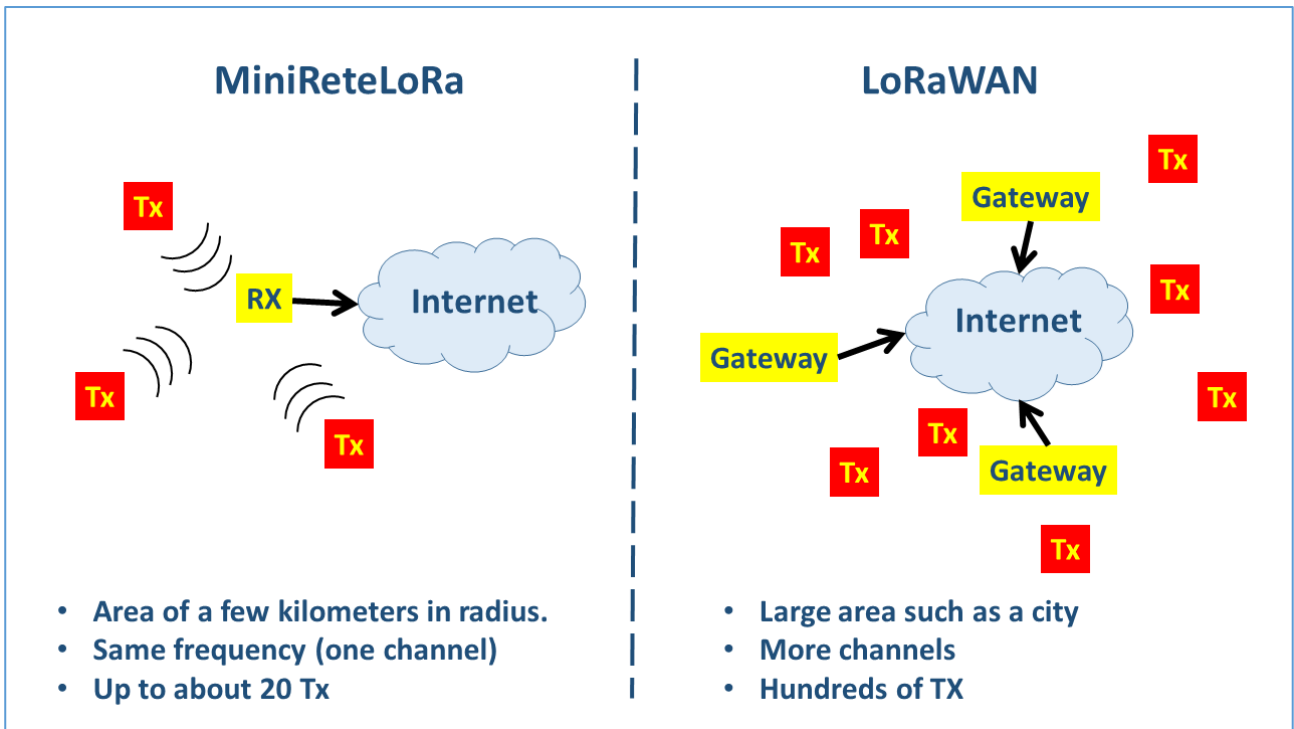 MiniReteLoRa
Tx
RX
Internet
Tx
Tx
• Area of a few kilometers in radius.
• Same frequency (one channel)
• Up to about 20 Tx
LoRaWAN
Tx
Gateway
Tx
Tx
Tx
Internet
Gateway
Tx
Tx
Tx
Gateway
Tx
• Large area such as a city
• More channels
• Hundreds of TX